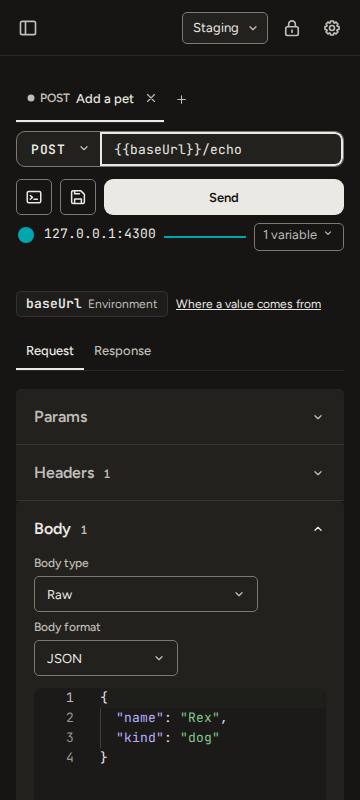 Staging
POST Add a pet
POST {{baseUrl}}/echo
Send
127.0.0.1:4300 1 variable
baseUrl Environment Where a value comes from
Request Response
Params
Headers 1
Body 1
Body type
Raw
Body format
JSON
1 {
2 "name": "Rex",
3 "kind": "dog"
4 }